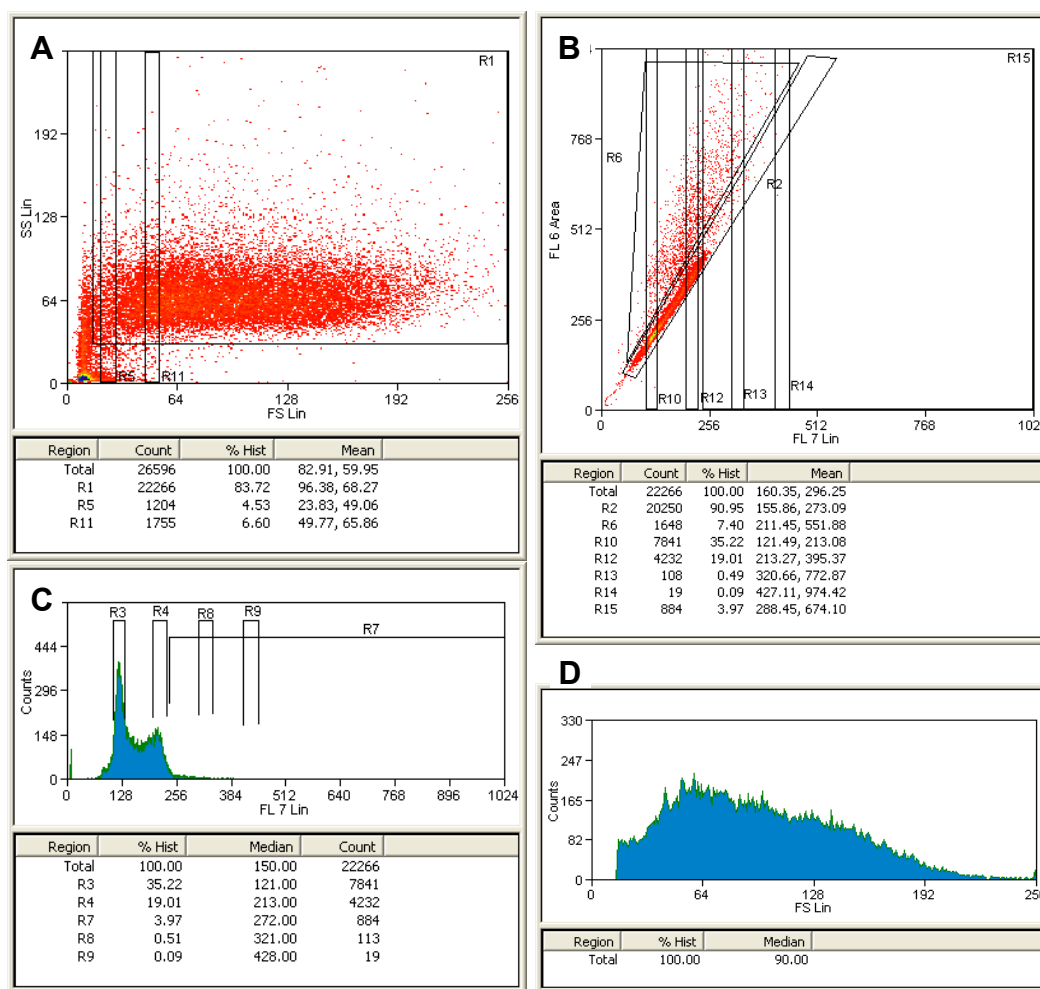 A
R1
192
128
64
0
SS Lin
R5
R11
0 64 128 192 256
FS Lin
Region Count % Hist Mean
Total 26596 100.00 82.91, 59.95
R1 22266 83.72 96.38, 68.27
R5 1204 4.53 23.83, 49.06
R11 1755 6.60 49.77, 65.86
B
R15
768
512
256
0
FL 6 Area
R6
R2
R10
R12
R13
R14
0 256 512 768 102
FL 7 Lin
Region Count % Hist Mean
Total 22266 100.00 160.35, 296.25
R2 20250 90.95 155.86, 273.09
R6 1648 7.40 211.45, 551.88
R10 7841 35.22 121.49, 213.08
R12 4232 19.01 213.27, 395.37
R13 108 0.49 320.66, 772.87
R14 19 0.09 427.11, 974.42
R15 884 3.97 288.45, 674.10
C
R3 R4 R8 R9
R7
444
296
148
0
Counts
0 128 256 384 512 640 768 896 1024
FL 7 Lin
Region % Hist Median Count
Total 100.00 150.00 22266
R3 35.22 121.00 7841
R4 19.01 213.00 4232
R7 3.97 272.00 884
R8 0.51 321.00 113
R9 0.09 428.00 19
D
330
247
165
82
0
Counts
0 64 128 192 25
FS Lin
Region % Hist Median
Total 100.00 90.00